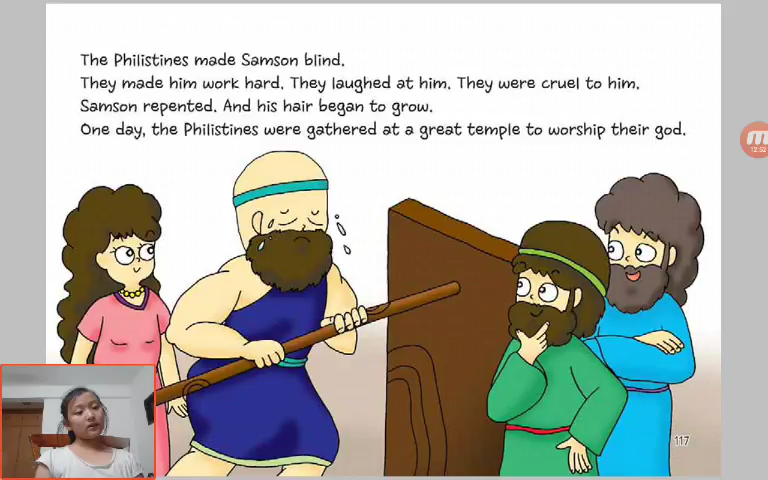 The Philistines made Samson blind.
They made him work hard. They laughed at him. They were cruel to him.
Samson repented. And his hair began to grow.
One day, the Philistines were gathered at a great temple to worship their god.
12:52
117